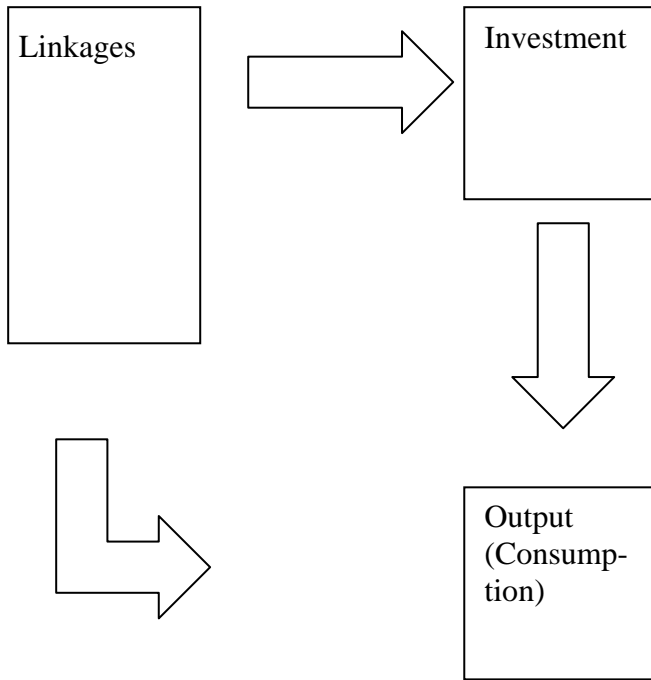 Linkages
Investment
Output
(Consump-
tion)